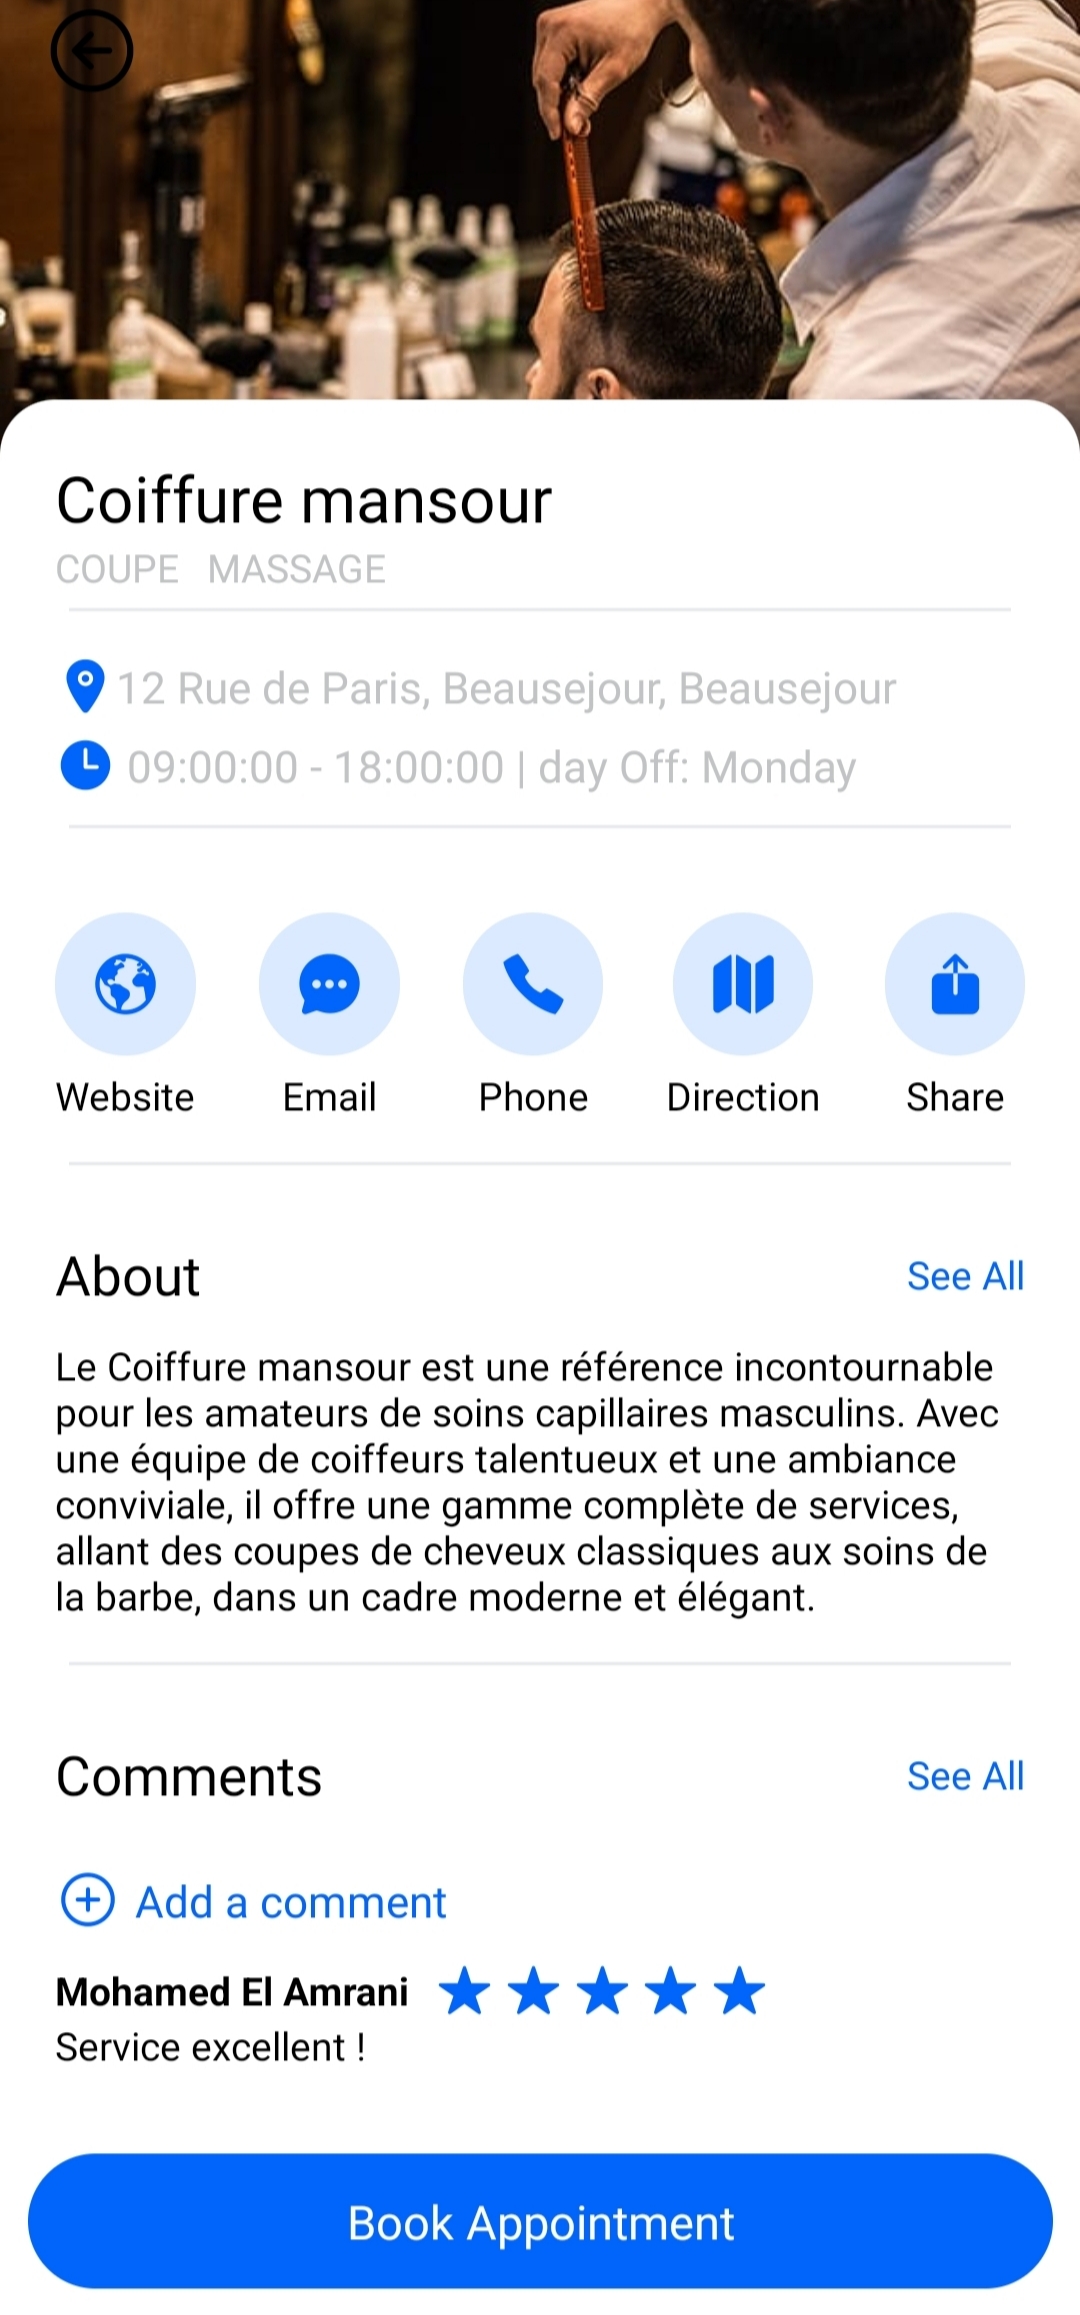 Coiffure mansour
COUPE MASSAGE
12 Rue de Paris, Beausejour, Beausejour
09:00:00 - 18:00:00 | day Off: Monday
Website Email Phone Direction Share
About See All
Le Coiffure mansour est une référence incontournable
pour les amateurs de soins capillaires masculins. Avec
une équipe de coiffeurs talentueux et une ambiance
conviviale, il offre une gamme complète de services,
allant des coupes de cheveux classiques aux soins de
la barbe, dans un cadre moderne et élégant.
Comments See All
Add a comment
Mohamed El Amrani
Service excellent !
Book Appointment